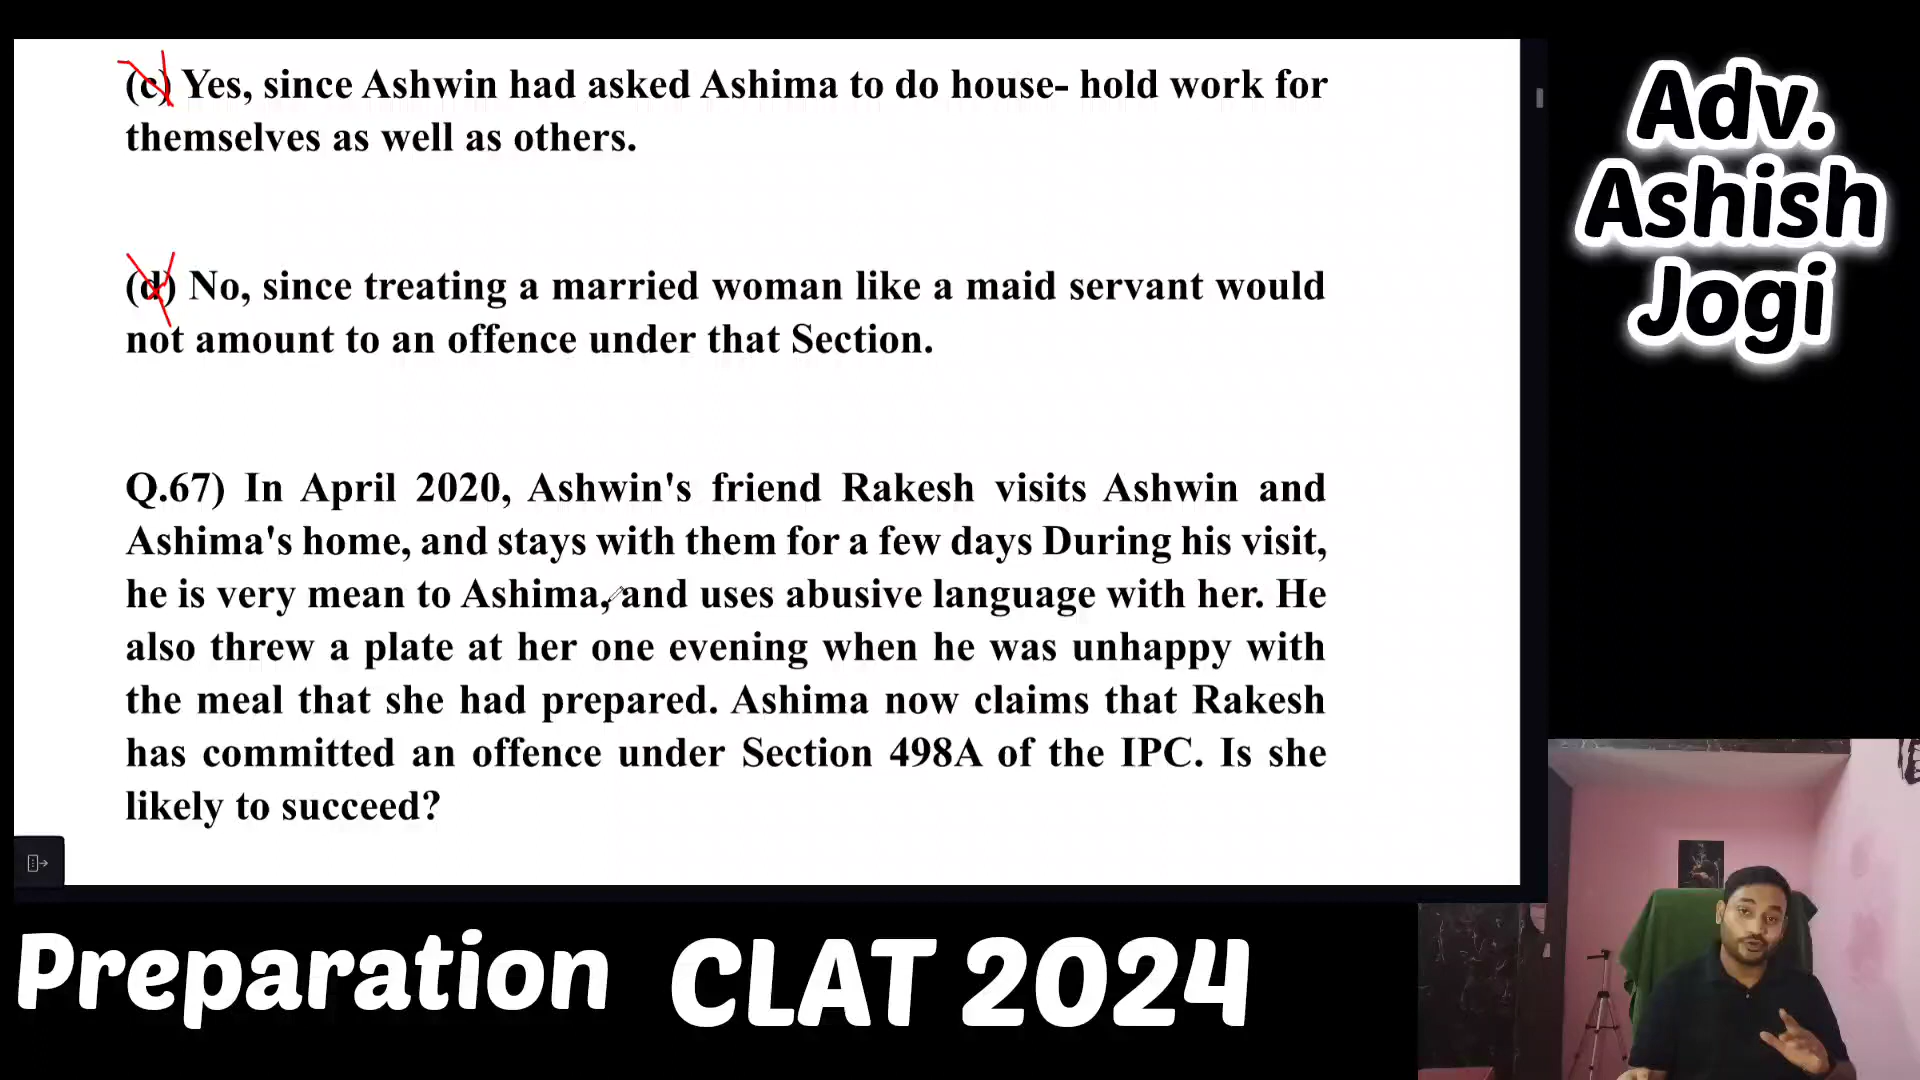 (c) Yes, since Ashwin had asked Ashima to do house- hold work for
themselves as well as others.
(d) No, since treating a married woman like a maid servant would
not amount to an offence under that Section.
Q.67) In April 2020, Ashwin's friend Rakesh visits Ashwin and
Ashima's home, and stays with them for a few days During his visit,
he is very mean to Ashima, and uses abusive language with her. He
also threw a plate at her one evening when he was unhappy with
the meal that she had prepared. Ashima now claims that Rakesh
has committed an offence under Section 498A of the IPC. Is she
likely to succeed?
Adv.
Ashish
Jogi
Preparation CLAT 2024